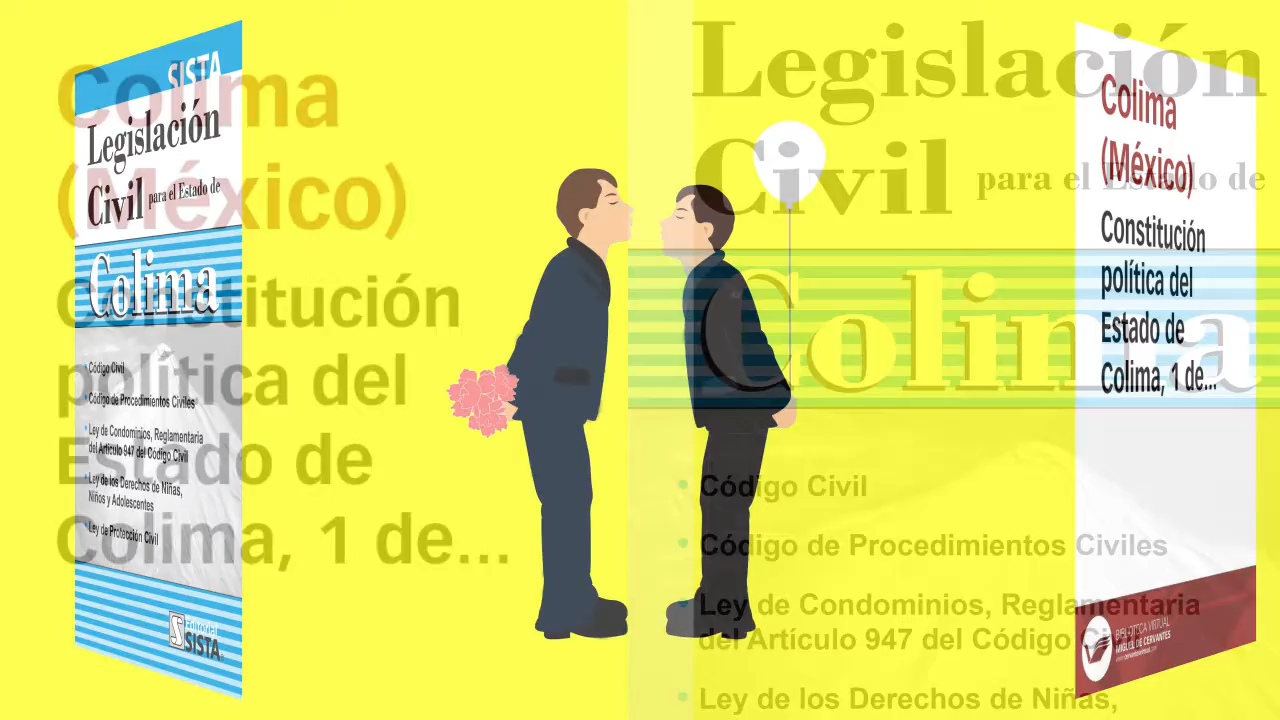 SISTA
Legislación
Civil para el Estado de
Colima
• Código Civil
• Código de Procedimientos Civiles
• Ley de Condominios, Reglamentaria
del Artículo 947 del Código Civil
• Ley de los Derechos de Niñas,
Niños y Adolescentes
• Ley de Protección Civil
Editorial
SISTA
Colima
(México)
Constitución
política del
Estado de
Colima, 1 de...
Legislación
Civil para el Estado de
Colima
• Código Civil
• Código de Procedimientos Civiles
• Ley de Condominios, Reglamentaria
del Artículo 947 del Código Civil
• Ley de los Derechos de Niñas,
Colima
(México)
Constitución
política del
Estado de
Colima, 1 de...
BIBLIOTECA VIRTUAL
MIGUEL DE CERVANTES